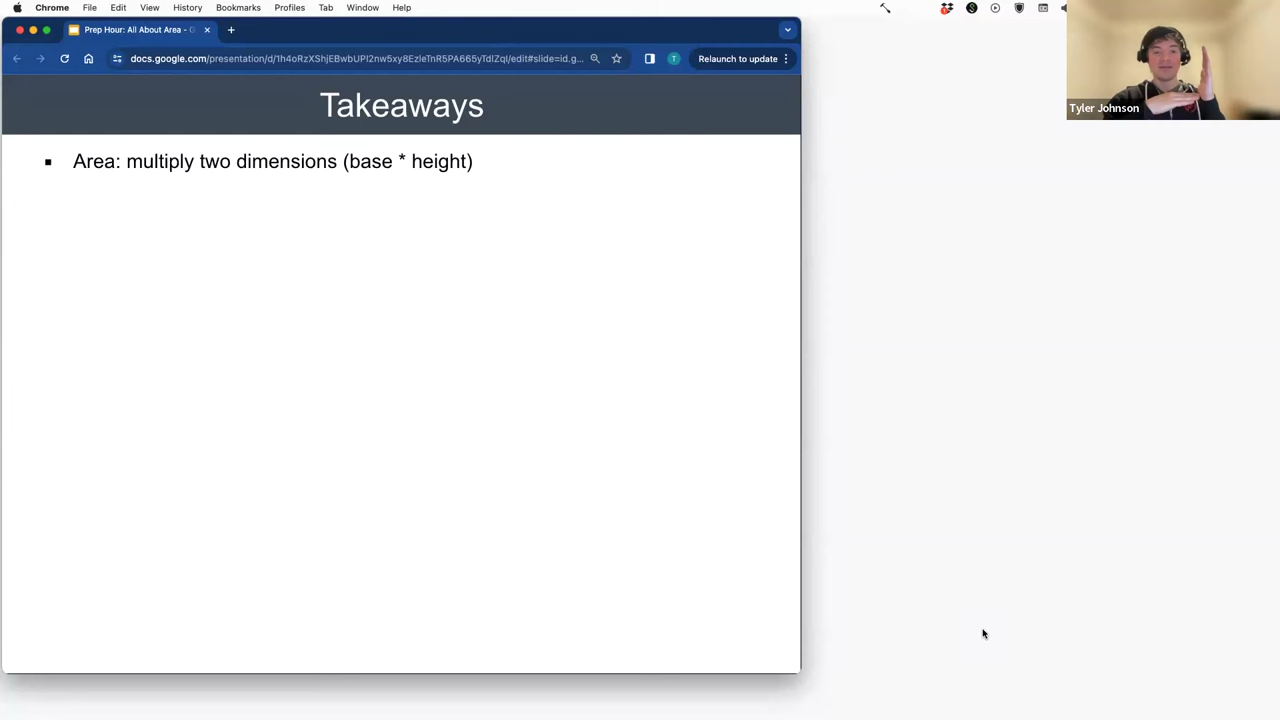 Chrome File Edit View History Bookmarks Profiles Tab Window Help
Prep Hour: All About Area - G
docs.google.com/presentation/d/1h4oRzXShjEBwbUPI2nw5xy8EzleTnR5PA665yTdIZqI/edit#slide=id.g...
Relaunch to update
T
Takeaways
▪ Area: multiply two dimensions (base * height)
Tyler Johnson